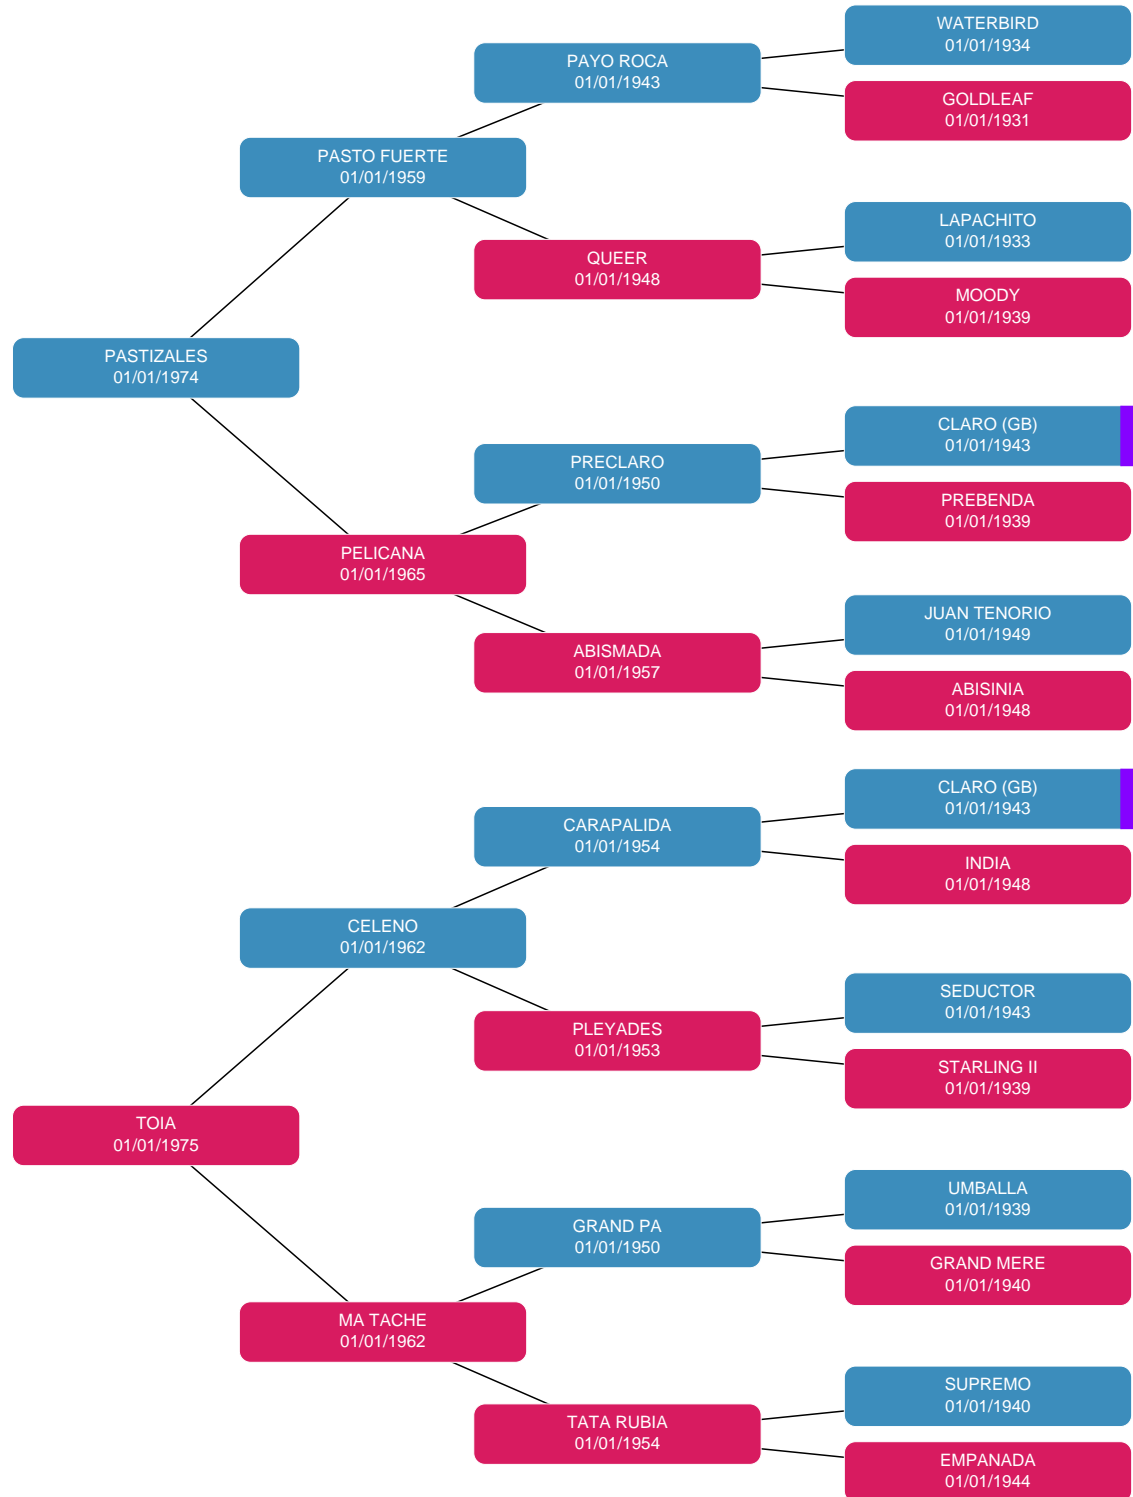 WATERBIRD
01/01/1934
PAYO ROCA
01/01/1943
GOLDLEAF
01/01/1931
PASTO FUERTE
01/01/1959
LAPACHITO
01/01/1933
QUEER
01/01/1948
MOODY
01/01/1939
PASTIZALES
01/01/1974
CLARO (GB)
01/01/1943
PRECLARO
01/01/1950
PREBENDA
01/01/1939
PELICANA
01/01/1965
JUAN TENORIO
01/01/1949
ABISMADA
01/01/1957
ABISINIA
01/01/1948
CLARO (GB)
01/01/1943
CARAPALIDA
01/01/1954
INDIA
01/01/1948
CELENO
01/01/1962
SEDUCTOR
01/01/1943
PLEYADES
01/01/1953
STARLING II
01/01/1939
TOIA
01/01/1975
UMBALLA
01/01/1939
GRAND PA
01/01/1950
GRAND MERE
01/01/1940
MA TACHE
01/01/1962
SUPREMO
01/01/1940
TATA RUBIA
01/01/1954
EMPANADA
01/01/1944